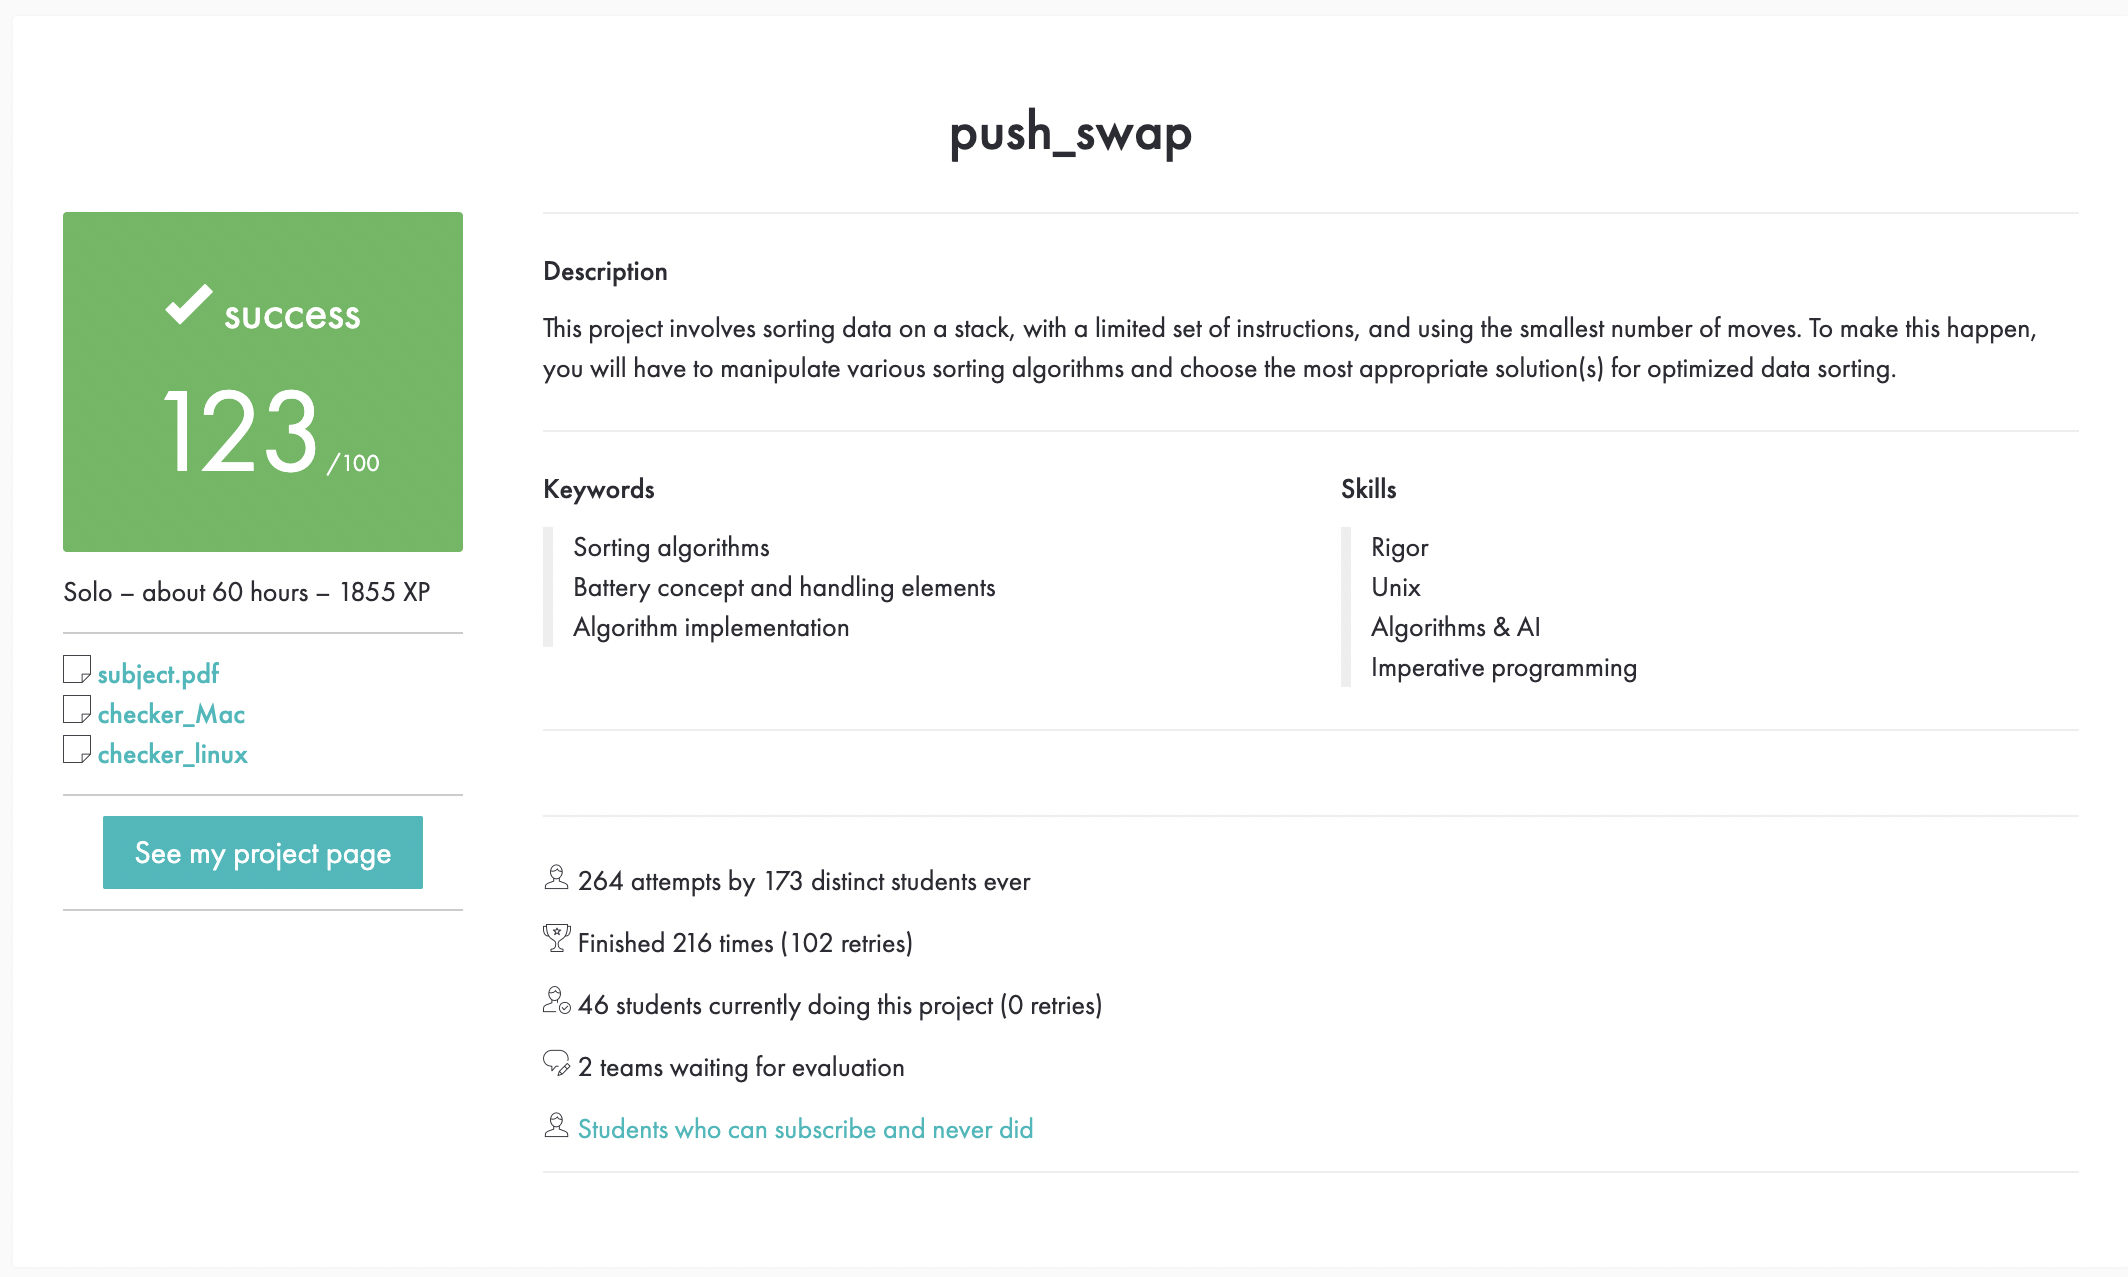 push_swap
success
123 /100
Solo – about 60 hours – 1855 XP
subject.pdf
checker_Mac
checker_linux
See my project page
Description
This project involves sorting data on a stack, with a limited set of instructions, and using the smallest number of moves. To make this happen,
you will have to manipulate various sorting algorithms and choose the most appropriate solution(s) for optimized data sorting.
Keywords
Sorting algorithms
Battery concept and handling elements
Algorithm implementation
Skills
Rigor
Unix
Algorithms & AI
Imperative programming
264 attempts by 173 distinct students ever
Finished 216 times (102 retries)
46 students currently doing this project (0 retries)
2 teams waiting for evaluation
Students who can subscribe and never did